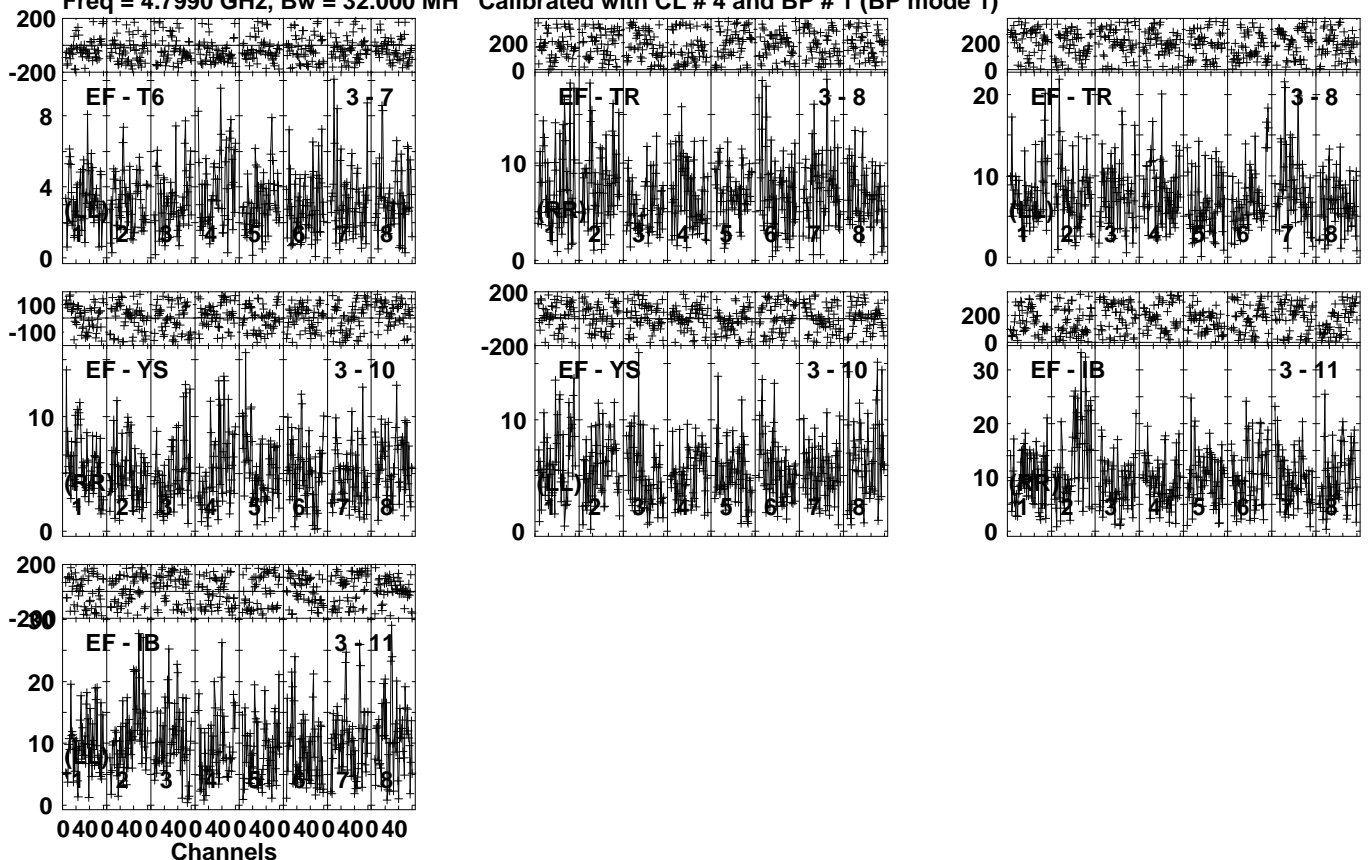 Freq = 4.7990 GHz, Bw = 32.000 MH Calibrated with CL # 4 and BP # 1 (BP mode 1)
200
-200
EF - T6 3 - 7
8
4
0
(LL)
1 2 3 4 5 6 7 8
200
0
EF - TR 3 - 8
10
0
(RR)
1 2 3 4 5 6 7 8
200
0
EF - TR 3 - 8
20
10
0
(LL)
1 2 3 4 5 6 7 8
100
-100
EF - YS 3 - 10
10
0
(RR)
1 2 3 4 5 6 7 8
200
-200
EF - YS 3 - 10
10
0
(LL)
1 2 3 4 5 6 7 8
200
0
EF - IB 3 - 11
30
20
10
0
(RR)
1 2 3 4 5 6 7 8
200
-200
30
EF - IB 3 - 11
20
10
0
(LL)
1 2 3 4 5 6 7 8
0 40 0 40 0 40 0 40 0 40 0 40 0 40 0 40
Channels